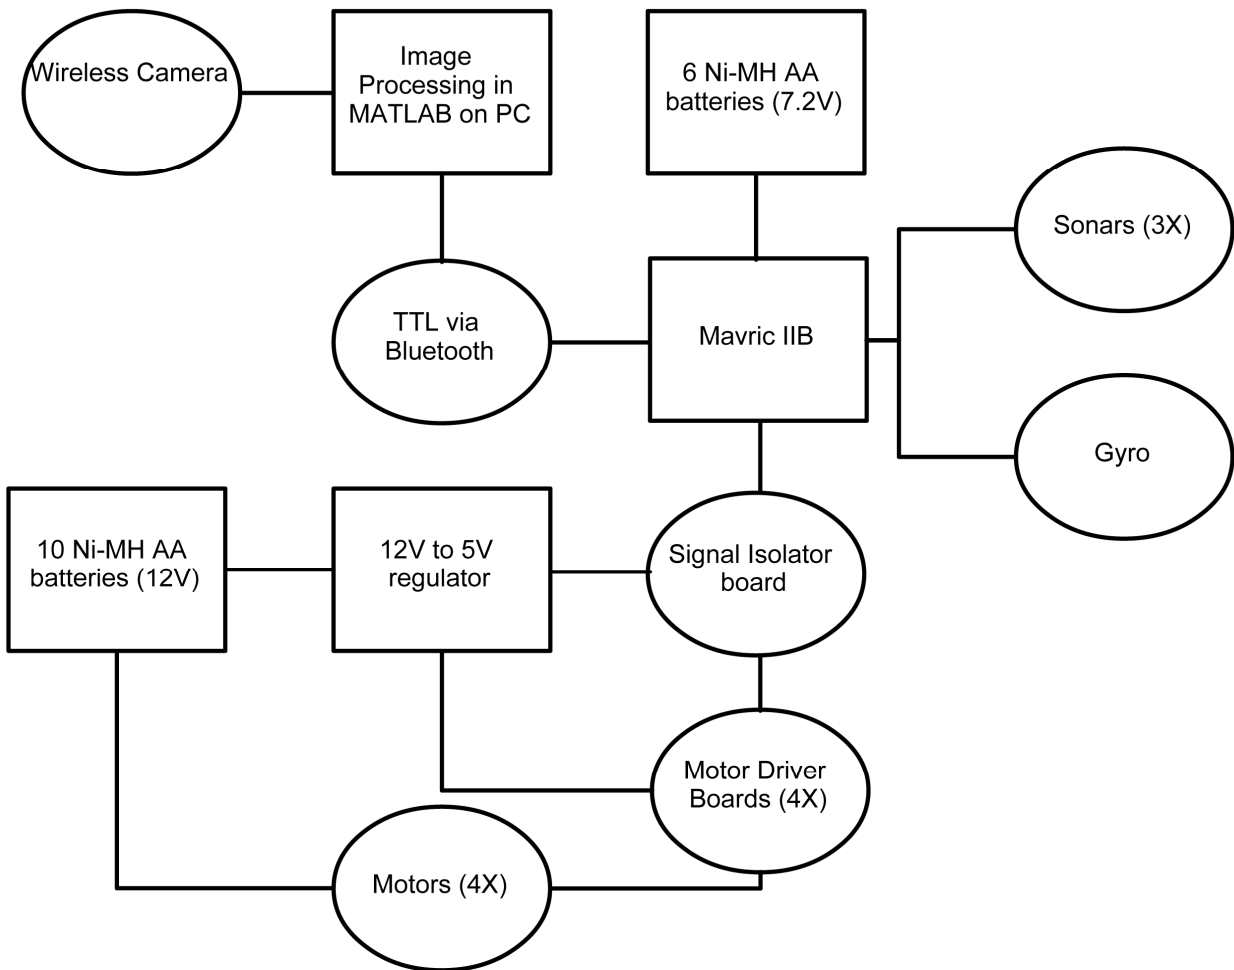 Wireless Camera
Image
Processing in
MATLAB on PC
6 Ni-MH AA
batteries (7.2V)
Sonars (3X)
TTL via
Bluetooth
Mavric IIB
Gyro
10 Ni-MH AA
batteries (12V)
12V to 5V
regulator
Signal Isolator
board
Motor Driver
Boards (4X)
Motors (4X)